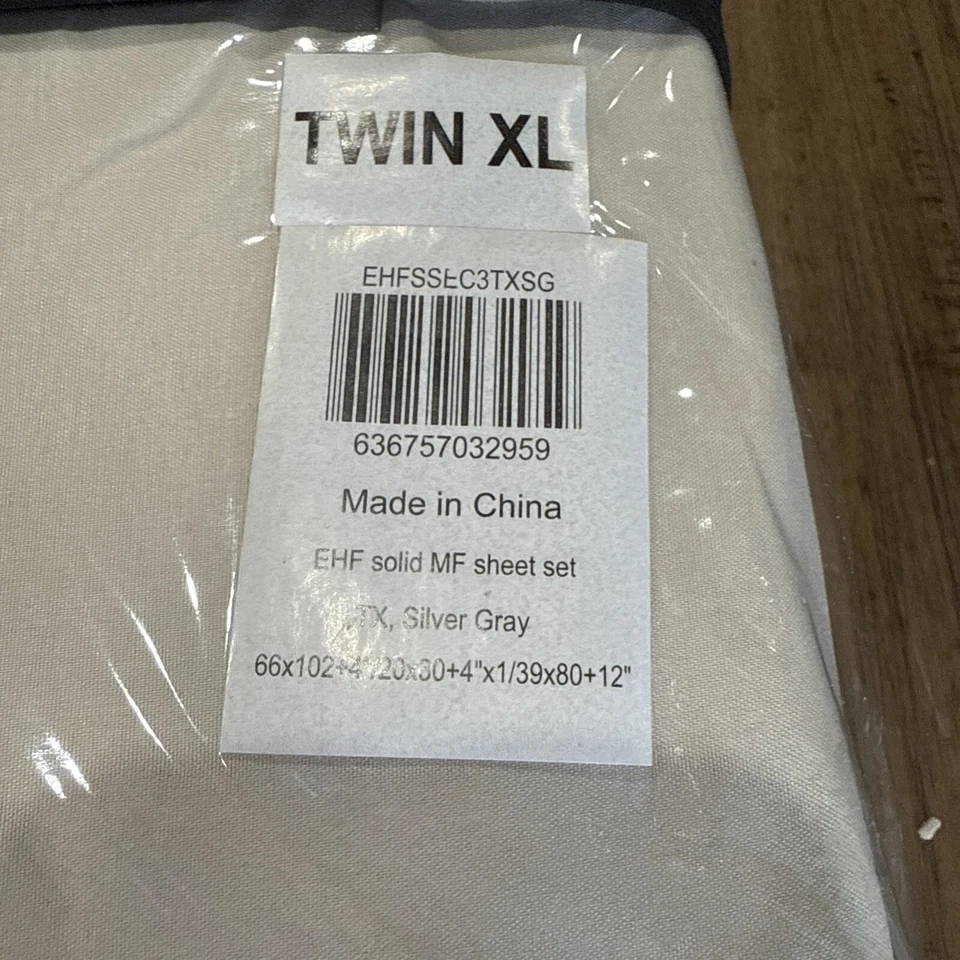 TWIN XL
EHFSSEC3TXSG
636757032959
Made in China
EHF solid MF sheet set
TX, Silver Gray
66x102+4"/20x30+4"x1/39x80+12"